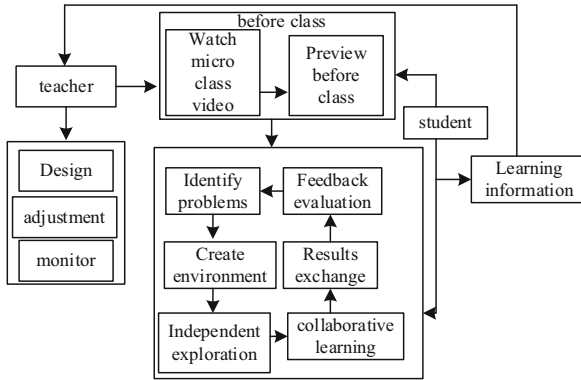 before class
Watch
micro
class
video
Preview
before
class
teacher
student
Design
adjustment
monitor
Learning
information
Identify
problems
Feedback
evaluation
Create
environment
Results
exchange
Independent
exploration
collaborative
learning